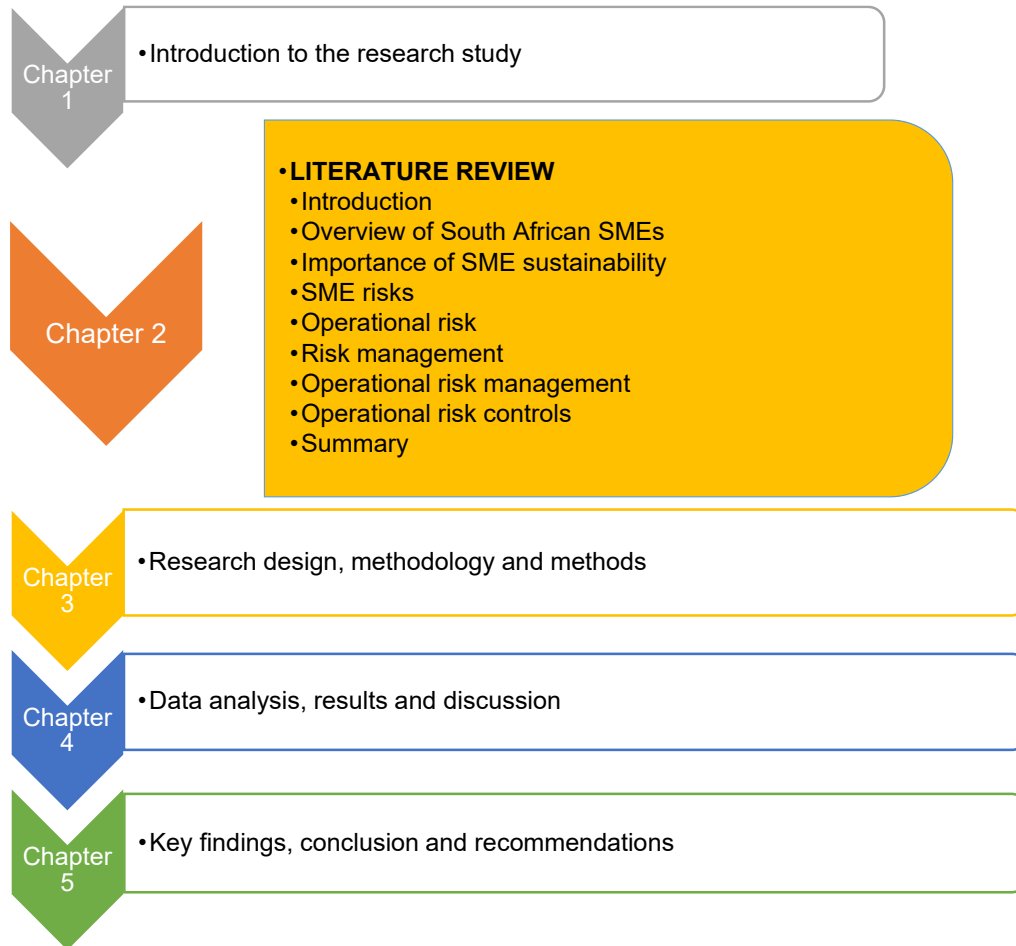 Chapter
1
•Introduction to the research study
Chapter 2
•LITERATURE REVIEW
•Introduction
•Overview of South African SMEs
•Importance of SME sustainability
•SME risks
•Operational risk
•Risk management
•Operational risk management
•Operational risk controls
•Summary
Chapter
3
•Research design, methodology and methods
Chapter
4
•Data analysis, results and discussion
Chapter
5
•Key findings, conclusion and recommendations